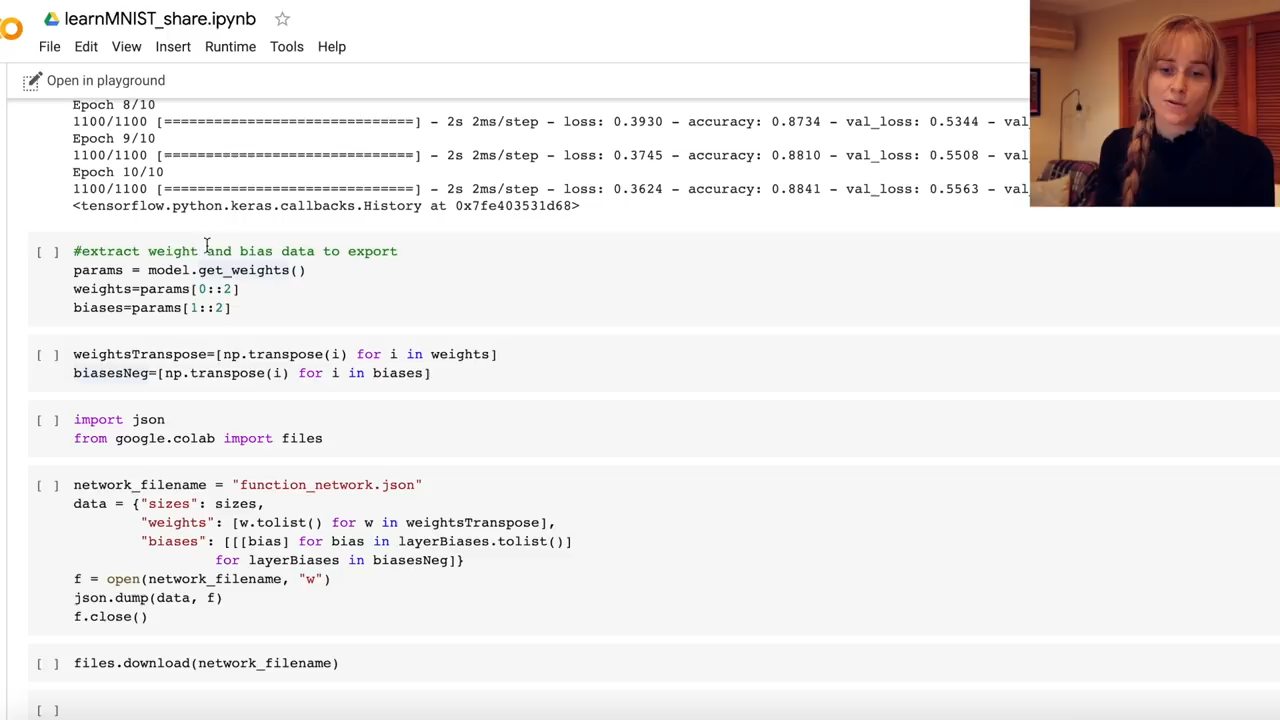 learnMNIST_share.ipynb
File Edit View Insert Runtime Tools Help
Open in playground
Epoch 8/10
1100/1100 [==============================] - 2s 2ms/step - loss: 0.3930 - accuracy: 0.8734 - val_loss: 0.5344 - val
Epoch 9/10
1100/1100 [==============================] - 2s 2ms/step - loss: 0.3745 - accuracy: 0.8810 - val_loss: 0.5508 - val
Epoch 10/10
1100/1100 [==============================] - 2s 2ms/step - loss: 0.3624 - accuracy: 0.8841 - val_loss: 0.5563 - val
<tensorflow.python.keras.callbacks.History at 0x7fe403531d68>
[ ] #extract weight and bias data to export
params = model.get_weights()
weights=params[0::2]
biases=params[1::2]
[ ] weightsTranspose=[np.transpose(i) for i in weights]
biasesNeg=[np.transpose(i) for i in biases]
[ ] import json
from google.colab import files
[ ] network_filename = "function_network.json"
data = {"sizes": sizes,
"weights": [w.tolist() for w in weightsTranspose],
"biases": [[[bias] for bias in layerBiases.tolist()]
for layerBiases in biasesNeg]}
f = open(network_filename, "w")
json.dump(data, f)
f.close()
[ ] files.download(network_filename)
[ ]